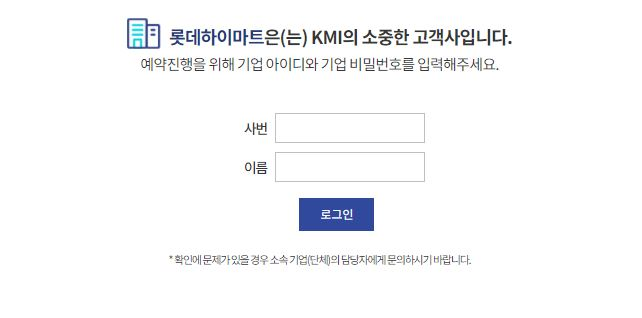 롯데하이마트은(는) KMI의 소중한 고객사입니다.
예약진행을 위해 기업 아이디와 기업 비밀번호를 입력해주세요.
사번
이름
로그인
* 확인에 문제가 있을 경우 소속 기업(단체)의 담당자에게 문의하시기 바랍니다.